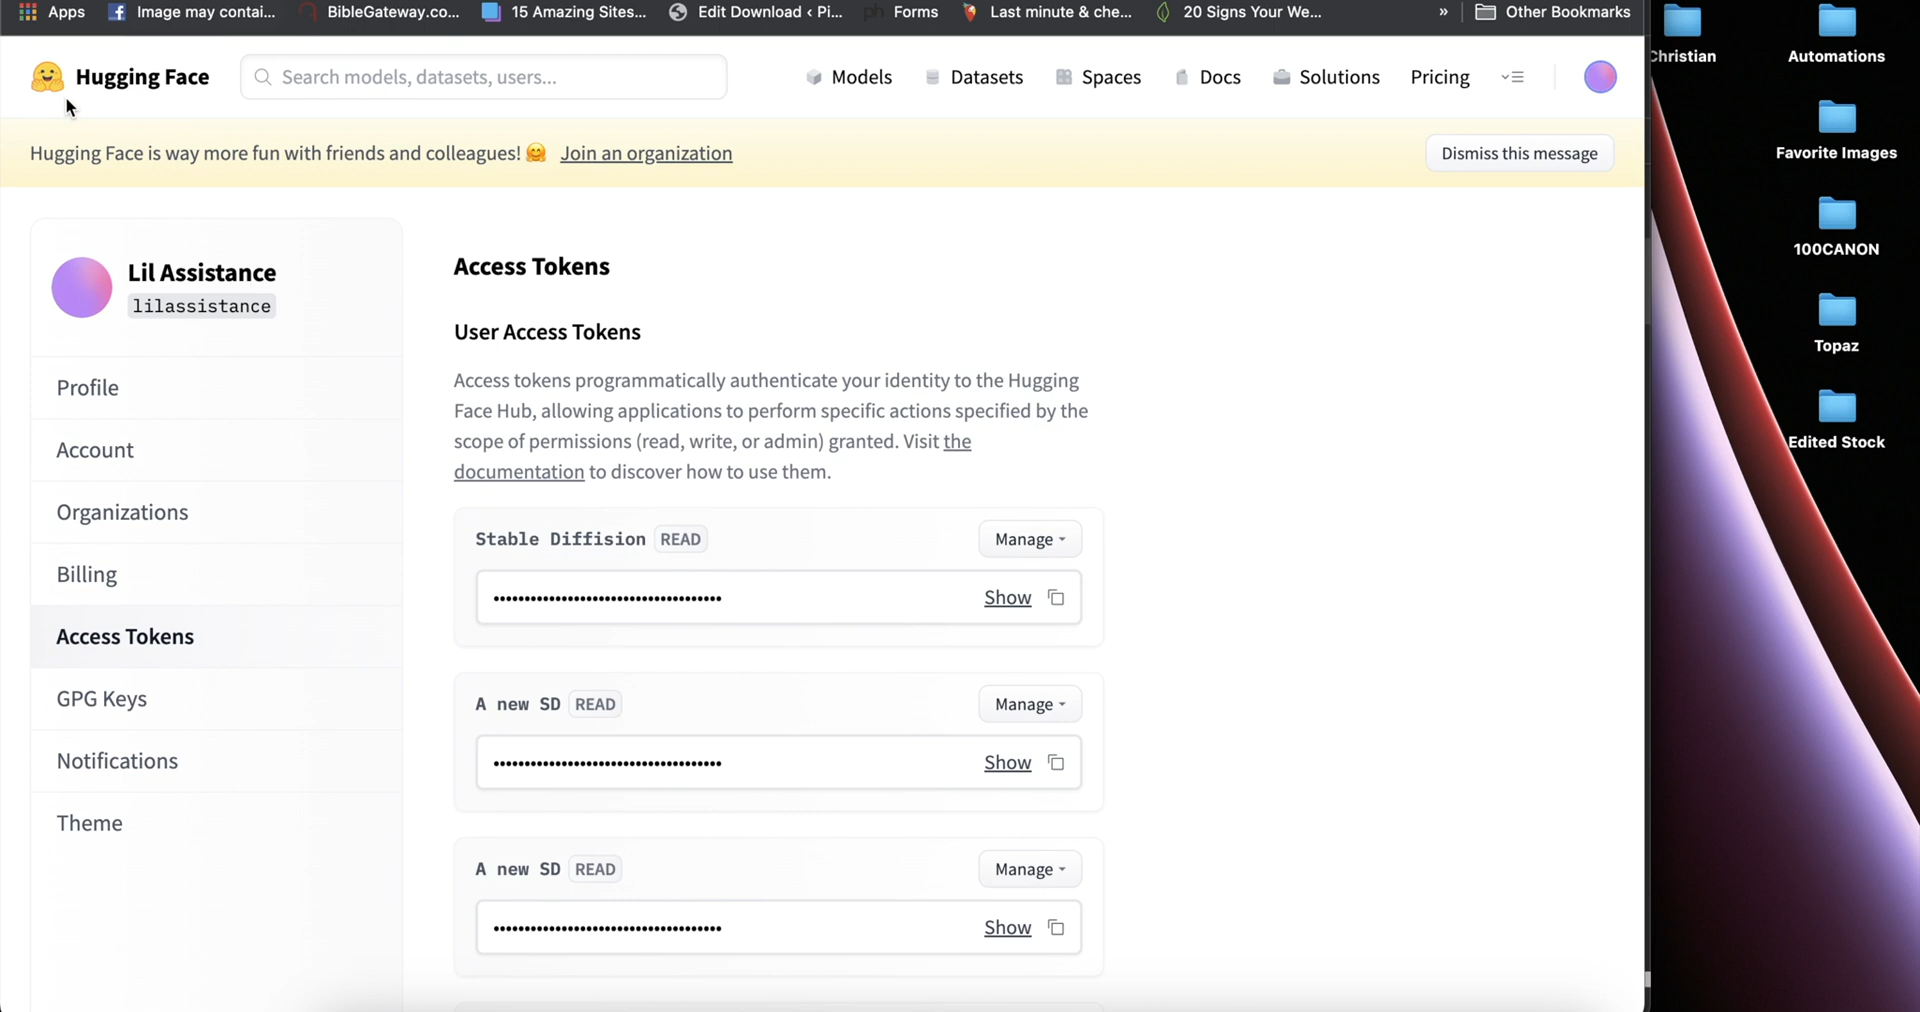 Apps
Image may contai...
BibleGateway.co...
15 Amazing Sites...
Edit Download ‹ Pi...
ph Forms
Last minute & che...
20 Signs Your We...
»
Other Bookmarks
Christian
Automations
Hugging Face
Search models, datasets, users...
Models
Datasets
Spaces
Docs
Solutions
Pricing
Favorite Images
Hugging Face is way more fun with friends and colleagues! 🤗 Join an organization
Dismiss this message
100CANON
Topaz
Edited Stock
Lil Assistance
lilassistance
Profile
Account
Organizations
Billing
Access Tokens
GPG Keys
Notifications
Theme
Access Tokens
User Access Tokens
Access tokens programmatically authenticate your identity to the Hugging
Face Hub, allowing applications to perform specific actions specified by the
scope of permissions (read, write, or admin) granted. Visit the
documentation to discover how to use them.
Stable Diffision READ
Manage
Show
A new SD READ
Manage
Show
A new SD READ
Manage
Show